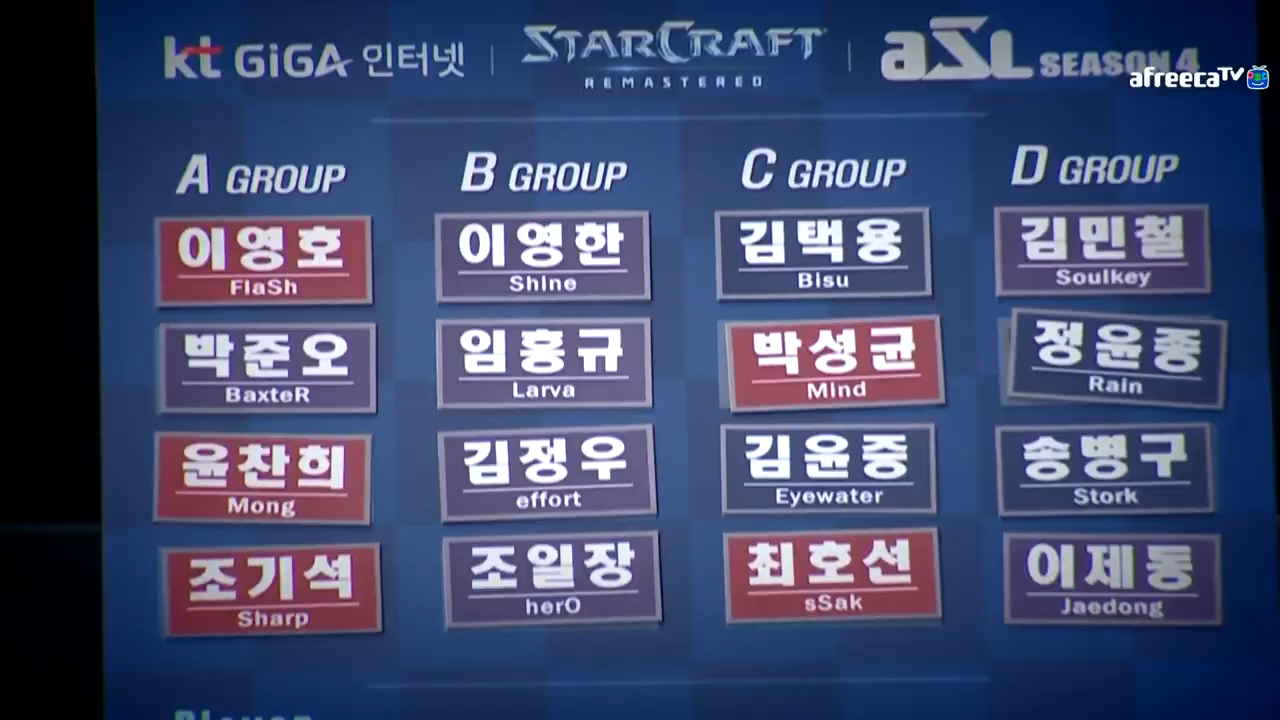 kt GiGA 인터넷
STARCRAFT
REMASTERED
aSL SEASON 4
afreecaTV
A GROUP
이영호
FlaSh
박준오
BaxteR
윤찬희
Mong
조기석
Sharp
B GROUP
이영한
Shine
임홍규
Larva
김정우
effort
조일장
herO
C GROUP
김택용
Bisu
박성균
Mind
김윤중
Eyewater
최호선
sSak
D GROUP
김민철
Soulkey
정윤종
Rain
송병구
Stork
이제동
Jaedong